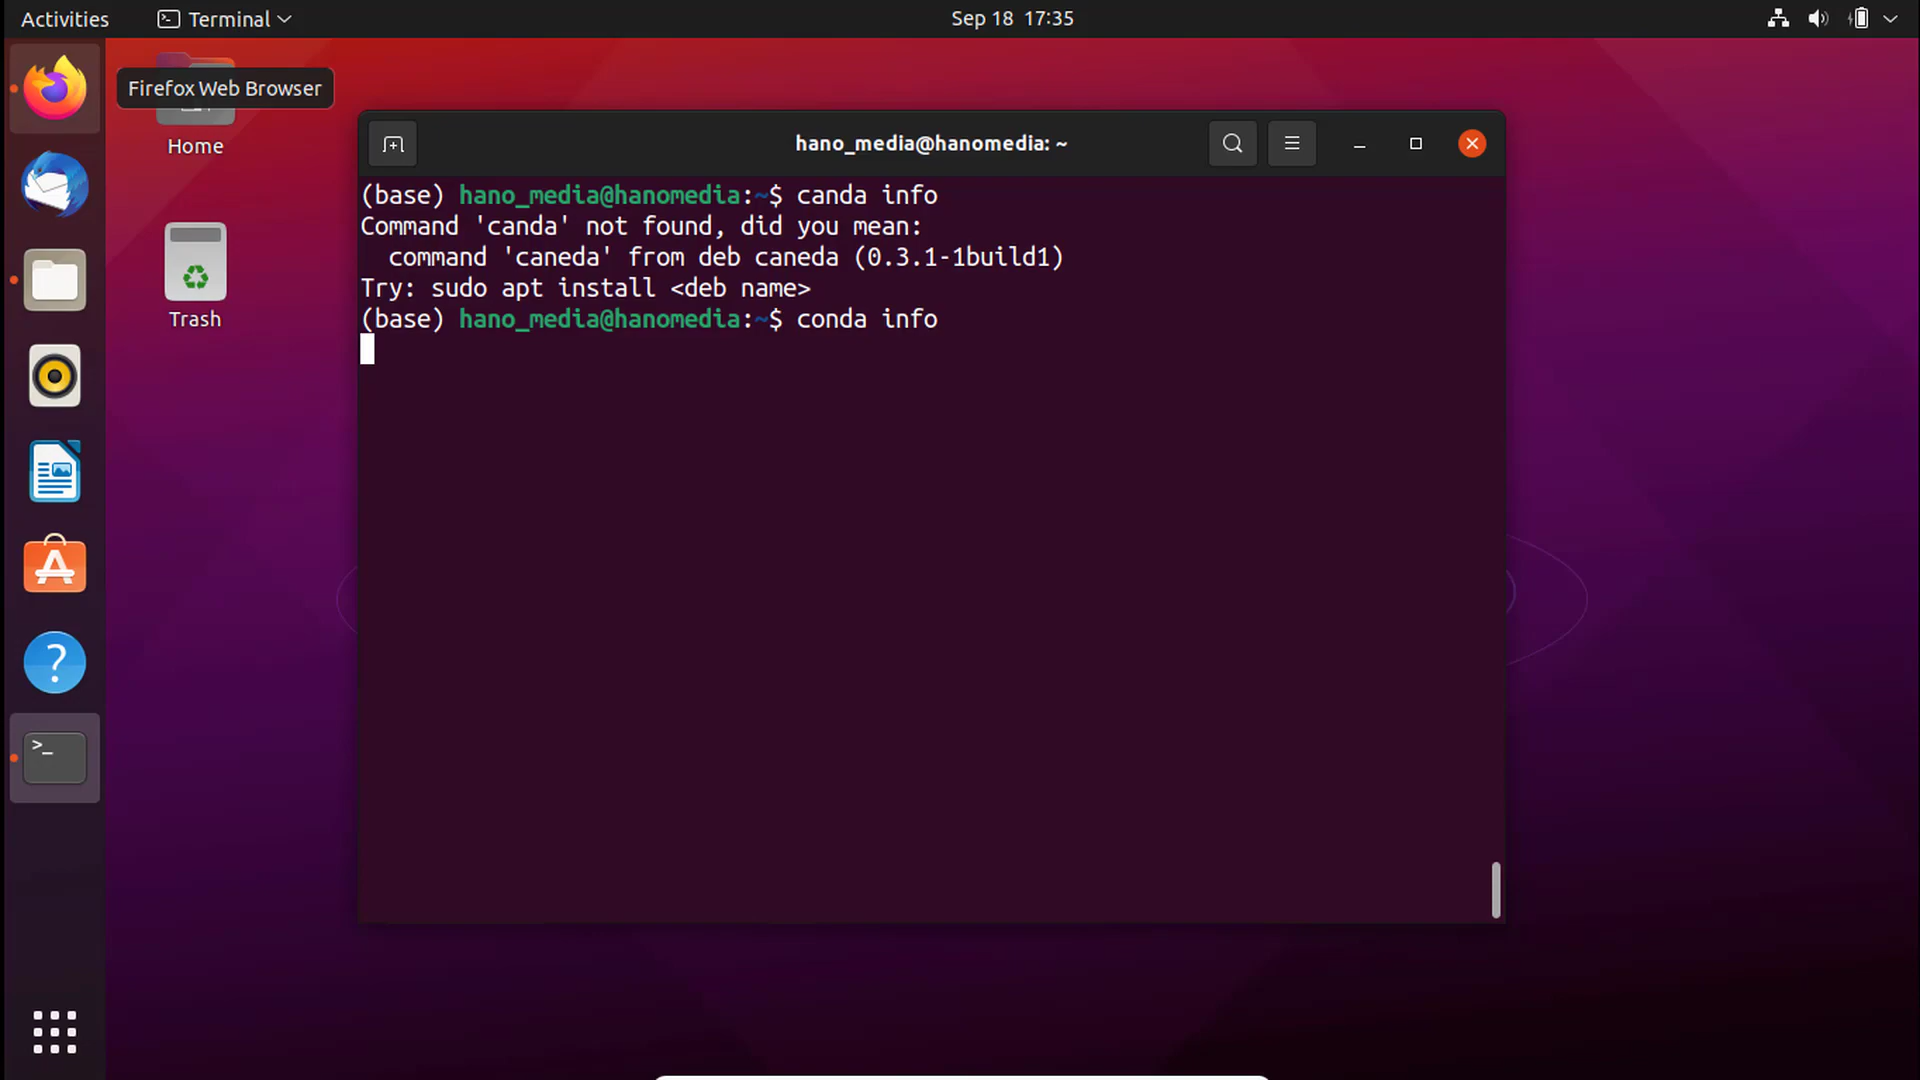 Activities
Terminal
Sep 18 17:35
Firefox Web Browser
Home
Trash
hano_media@hanomedia: ~
(base) hano_media@hanomedia:~$ canda info
Command 'canda' not found, did you mean:
  command 'caneda' from deb caneda (0.3.1-1build1)
Try: sudo apt install <deb name>
(base) hano_media@hanomedia:~$ conda info